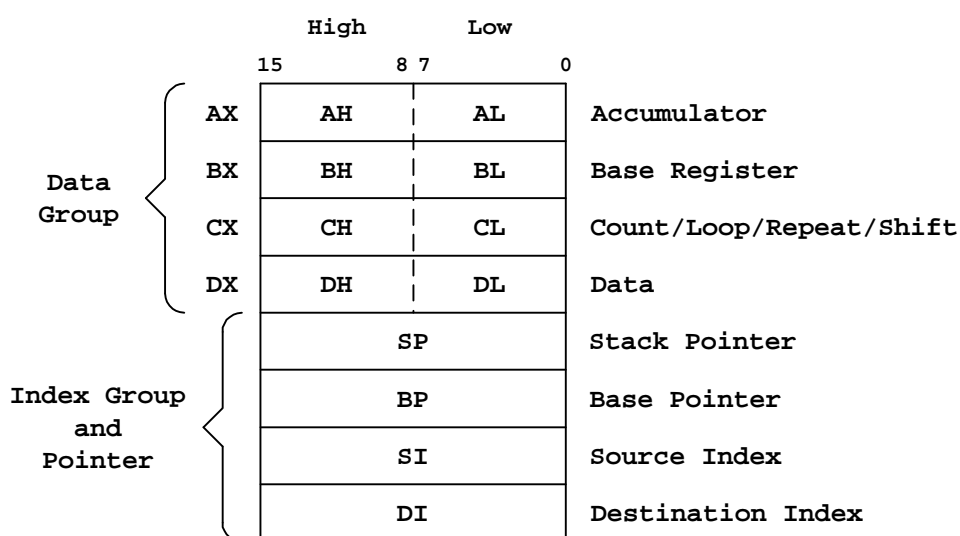 High Low
15 8 7 0
AX AH AL Accumulator
BX BH BL Base Register
Data
Group
CX CH CL Count/Loop/Repeat/Shift
DX DH DL Data
SP Stack Pointer
Index Group
and
Pointer
BP Base Pointer
SI Source Index
DI Destination Index